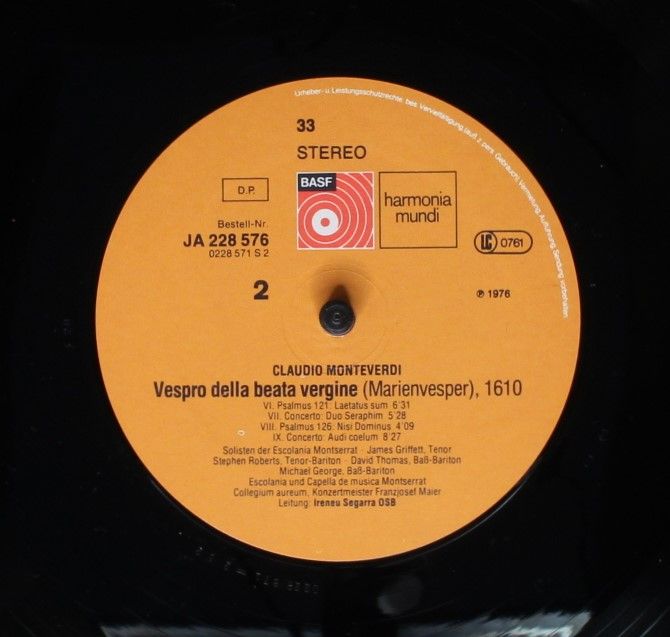 Urheber- u. Leistungsschutzrechte, bes. Vervielfältigung (auch z. pers. Gebrauch), Vermietung, Aufführung, Sendung vorbehalten
33
STEREO
BASF
harmonia
mundi
D.P.
Bestell-Nr.
JA 228 576
0228 571 S 2
LC 0761
2
℗ 1976
CLAUDIO MONTEVERDI
Vespro della beata vergine (Marienvesper), 1610
VI. Psalmus 121: Laetatus sum 6'31
VII. Concerto: Duo Seraphim 5'28
VIII. Psalmus 126: Nisi Dominus 4'09
IX. Concerto: Audi coelum 8'27
Solisten der Escolania Montserrat · James Griffett, Tenor
Stephen Roberts, Tenor-Bariton · David Thomas, Baß-Bariton
Michael George, Baß-Bariton
Escolania und Capella de musica Montserrat
Collegium aureum, Konzertmeister Franzjosef Maier
Leitung: Ireneu Segarra OSB